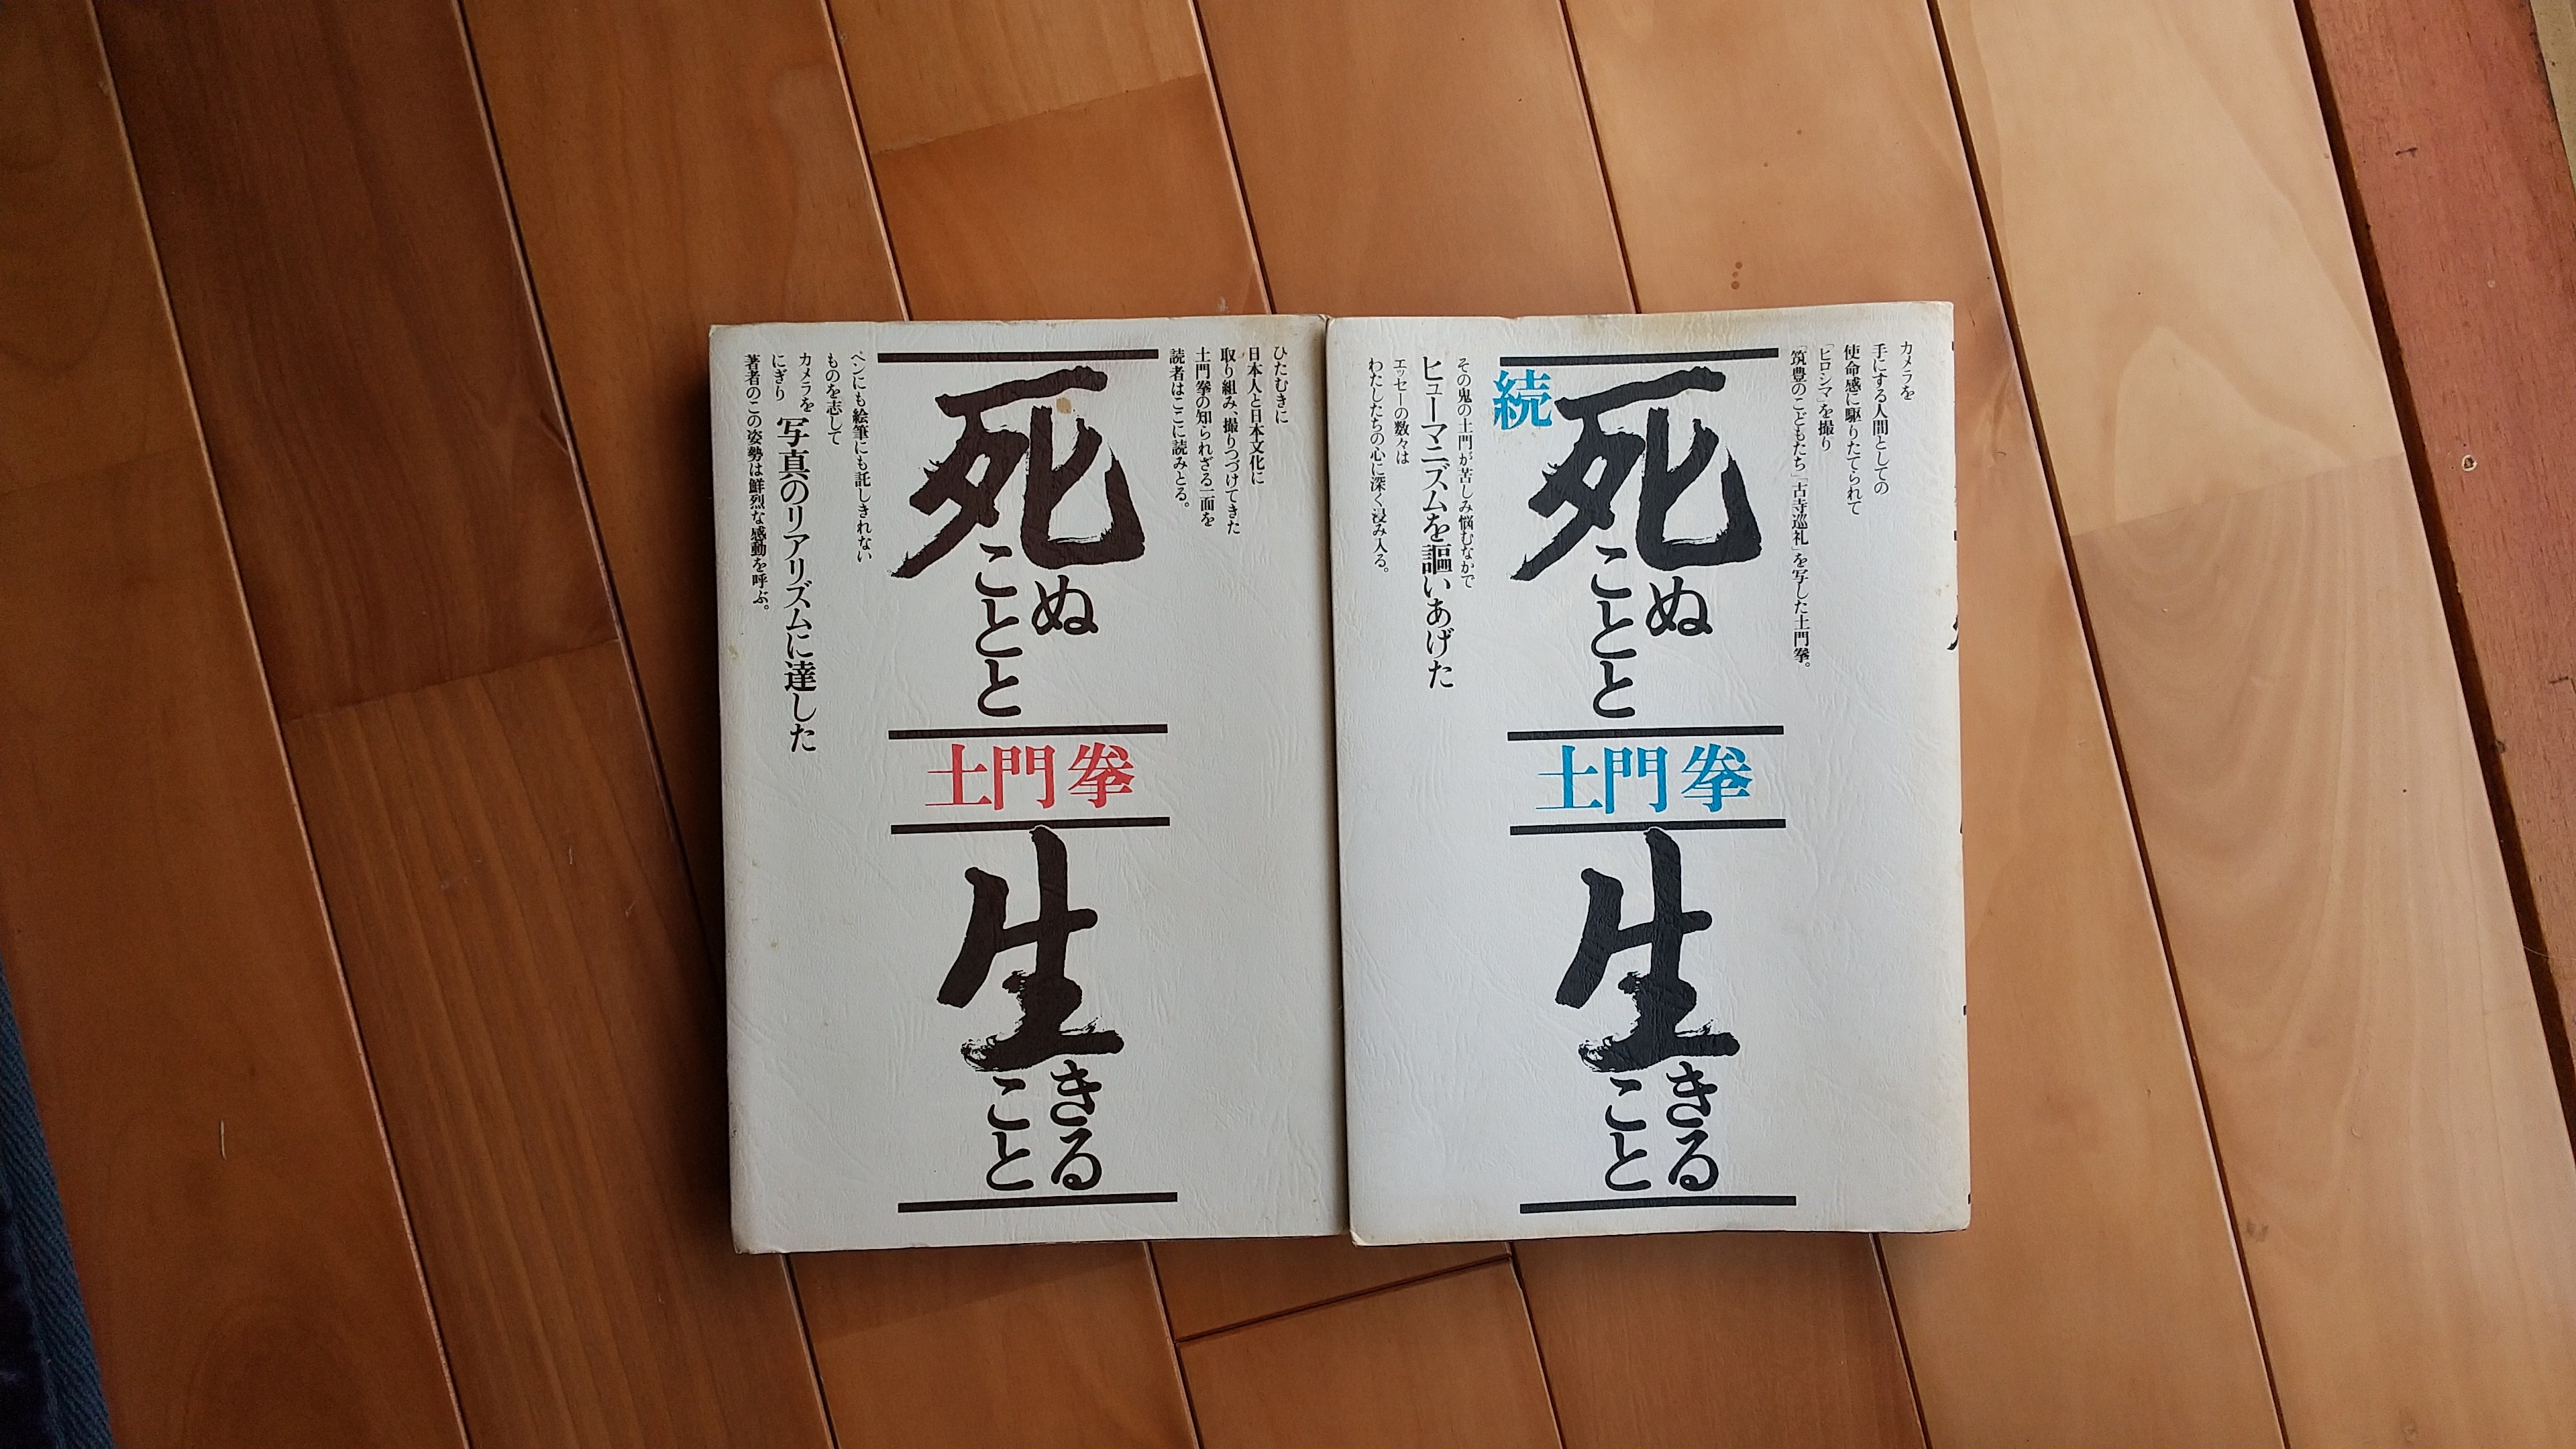 ひたむきに
日本人と日本文化に
取り組み、撮りつづけてきた
土門拳の知られざる一面を
読者はここに読みとる。
死ぬ
ことと
土門拳
生きる
こと
ペンにも絵筆にも託しきれない
ものを志して
カメラを
にぎり
写真のリアリズムに達した
著者のこの姿勢は鮮烈な感動を呼ぶ。
カメラを
手にする人間としての
使命感に駆りたてられて
「ヒロシマ」を撮り
「筑豊のこどもたち」「古寺巡礼」を写した土門拳。
続
死ぬ
ことと
土門拳
生きる
こと
その鬼の土門が苦しみ悩むなかで
ヒューマニズムを謳いあげた
エッセーの数々は
わたしたちの心に深く浸み入る。